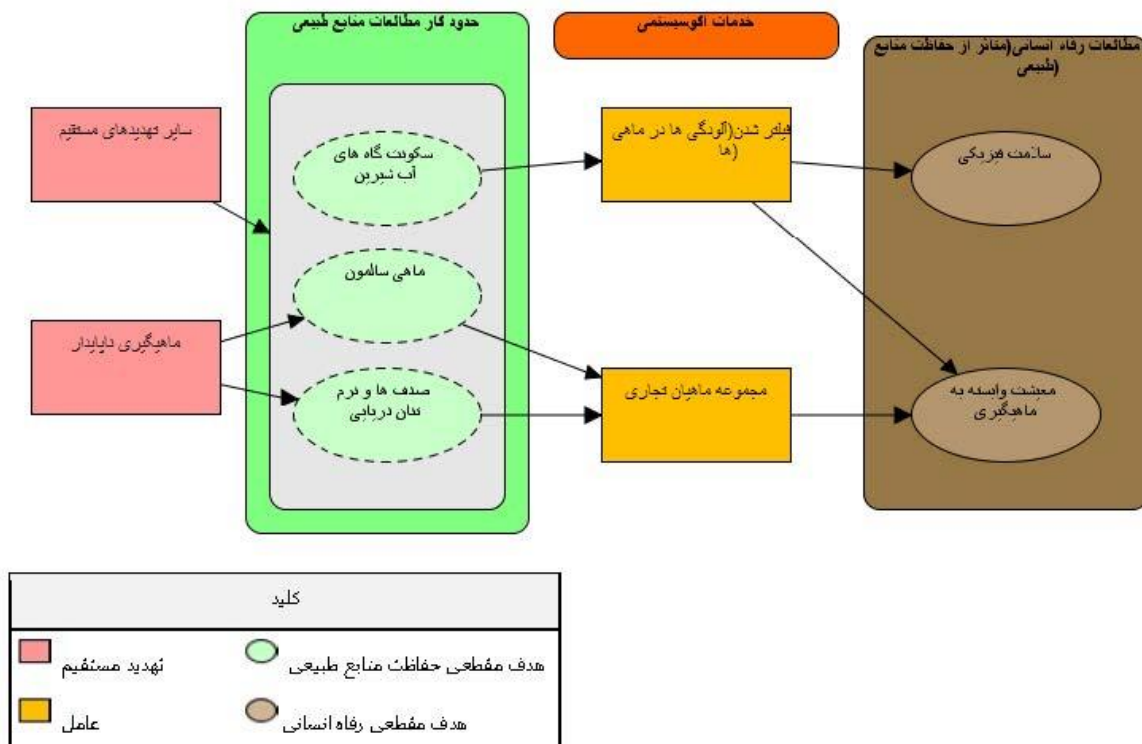 حدود کار مطالعات منابع طبیعی
خدمات اکوسیستمی
مطالعات رفاه انسانی(متاثر از حفاظت منابع
طبیعی)
سایر تهدیدهای مستقیم
سکونت گاه های
آب شیرین
فیلتر شدن(آلودگی ها در ماهی
ها)
سلامت فیزیکی
ماهی سالمون
ماهیگیری ناپایدار
صدف ها و نرم
تنان دریایی
مجموعه ماهیان تجاری
معیشت وابسته به
ماهیگیری
کلید
تهدید مستقیم
هدف مقطعی حفاظت منابع طبیعی
عامل
هدف مقطعی رفاه انسانی